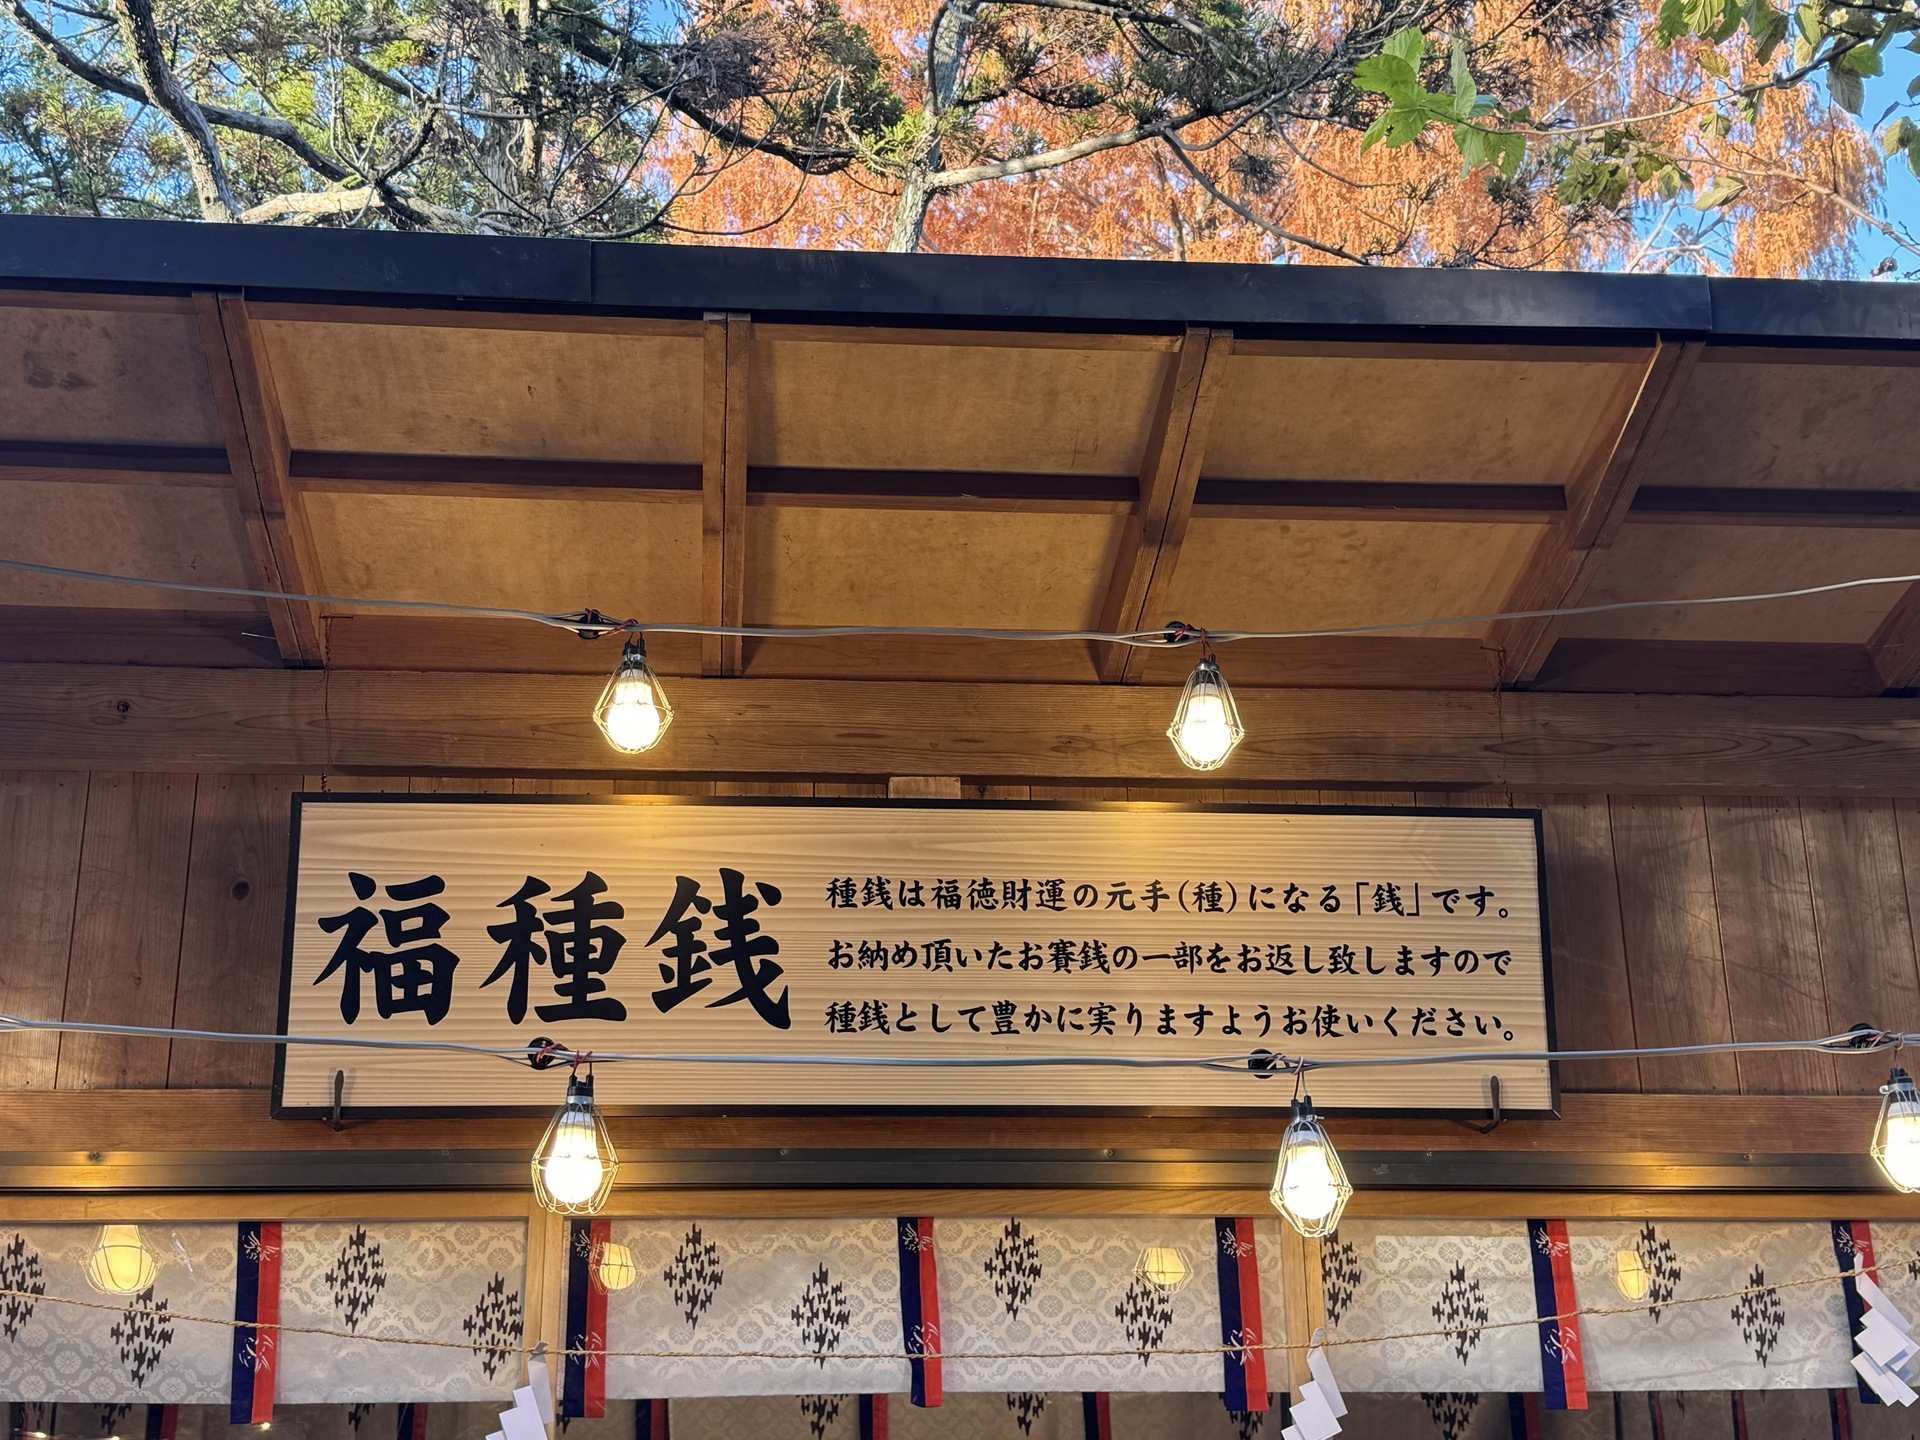 福種銭
種銭は福徳財運の元手(種)になる「銭」です。
お納め頂いたお賽銭の一部をお返し致しますので
種銭として豊かに実りますようお使いください。